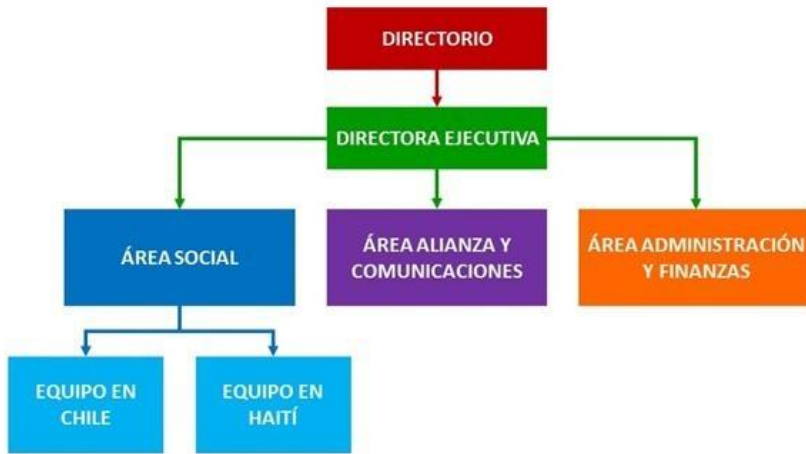 DIRECTORIO
DIRECTORA EJECUTIVA
ÁREA SOCIAL
ÁREA ALIANZA Y
COMUNICACIONES
ÁREA ADMINISTRACIÓN
Y FINANZAS
EQUIPO EN
CHILE
EQUIPO EN
HAITÍ